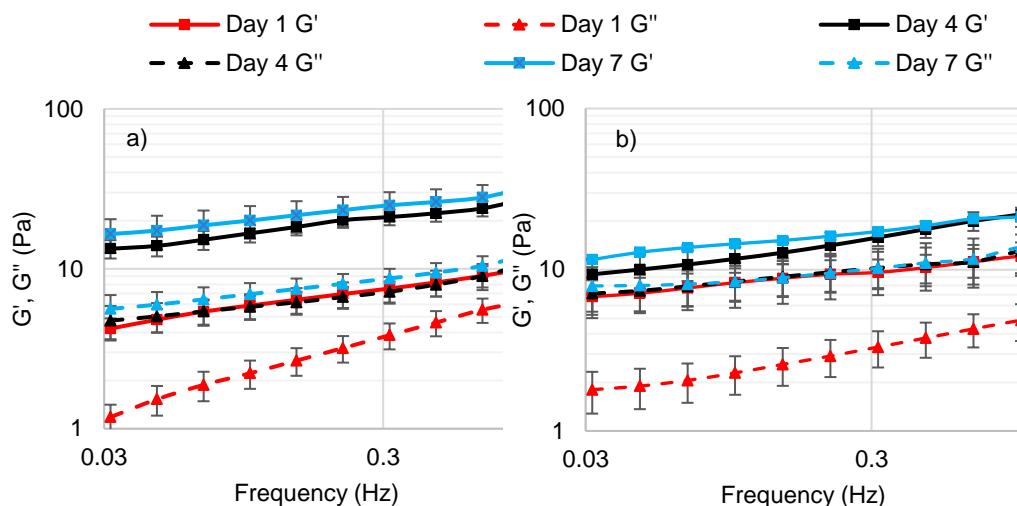 Day 1 G' Day 1 G" Day 4 G'
Day 4 G" Day 7 G' Day 7 G"
a)
100
10
1
G', G" (Pa)
0.03 0.3
Frequency (Hz)
b)
100
10
1
G', G" (Pa)
0.03 0.3
Frequency (Hz)